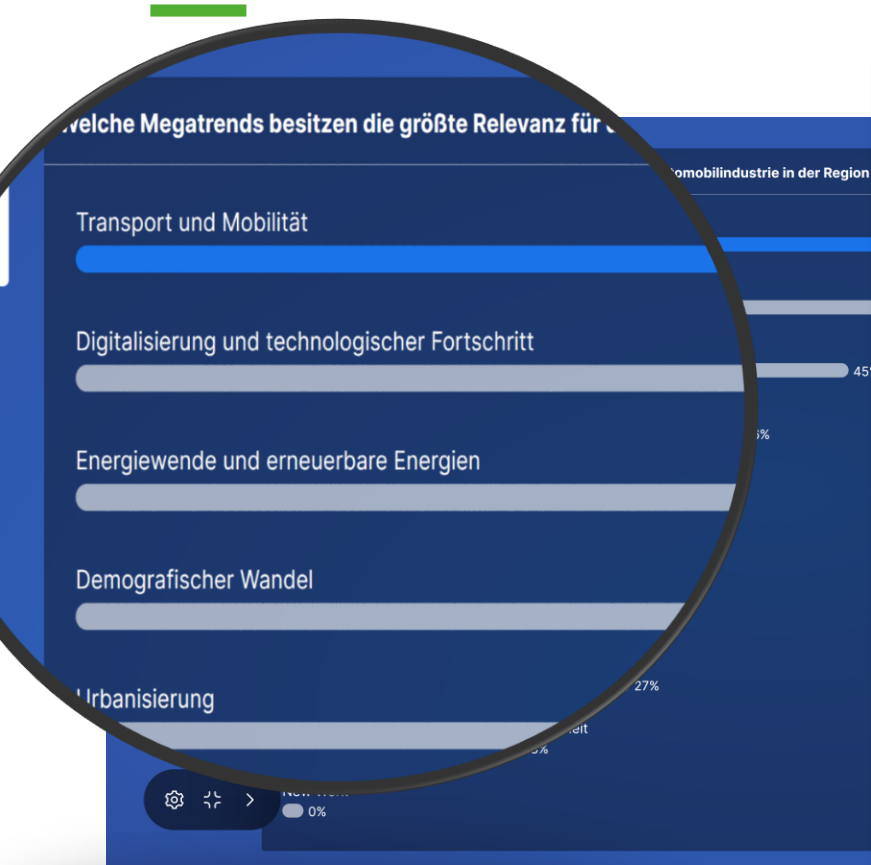 Welche Megatrends besitzen die größte Relevanz für
omobilindustrie in der Region
Transport und Mobilität
Digitalisierung und technologischer Fortschritt
45%
Energiewende und erneuerbare Energien
Demografischer Wandel
Urbanisierung
27%
0%